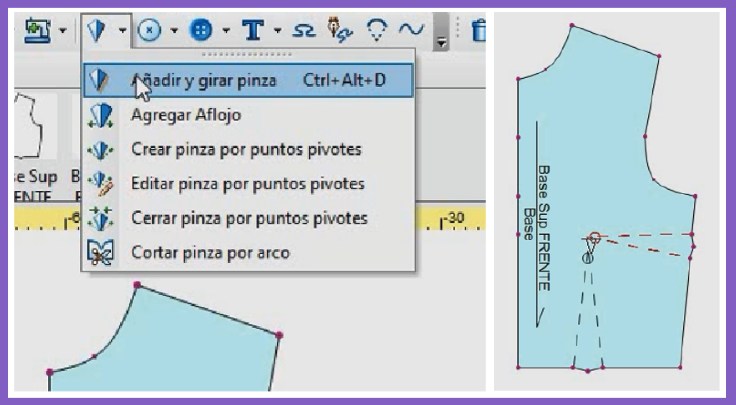 Añadir y girar pinza Ctrl+Alt+D
Agregar Aflojo
Crear pinza por puntos pivotes
Editar pinza por puntos pivotes
Cerrar pinza por puntos pivotes
Cortar pinza por arco
e Sup
B
ENTE
-6
-30
Base Sup FRENTE
Base